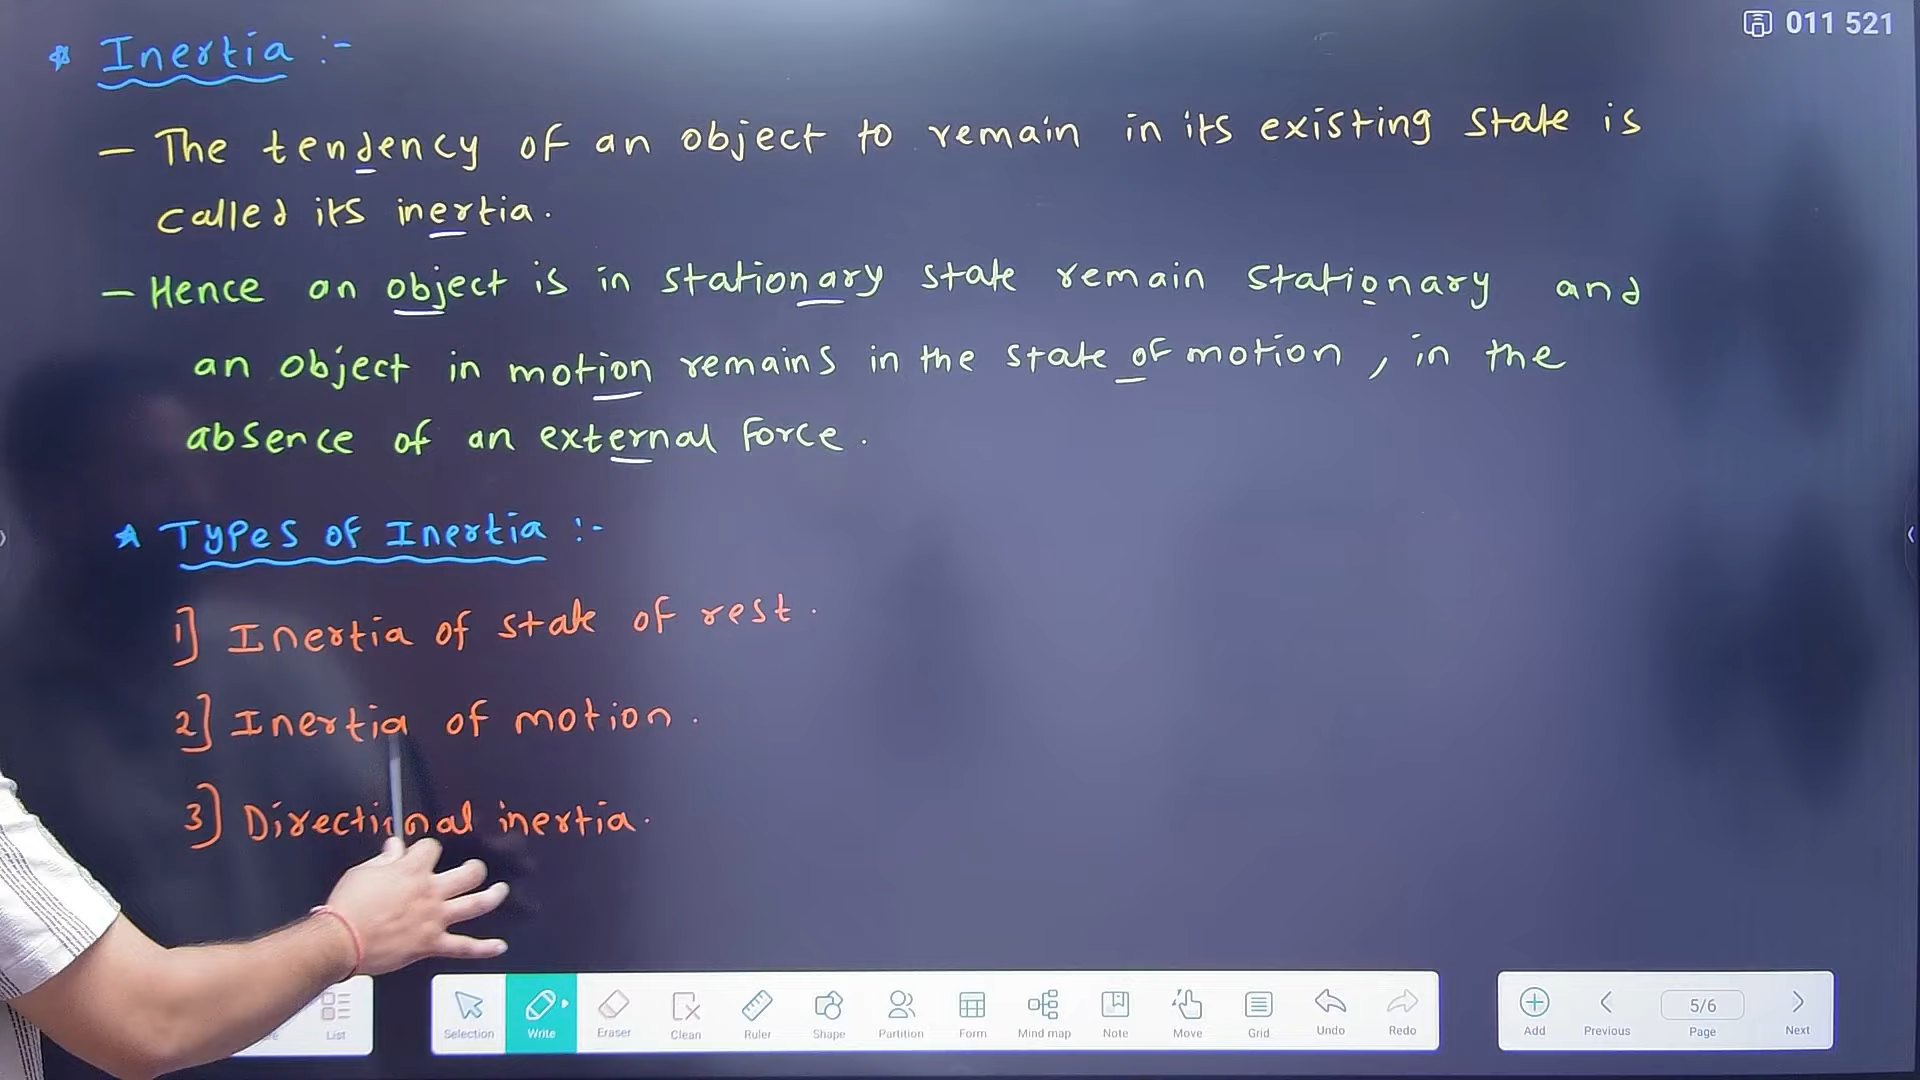 011 521
* Inertia :-
- The tendency of an object to remain in its existing state is
called its inertia.
- Hence an object is in stationary state remain stationary and
an object in motion remains in the state of motion, in the
absence of an external force.
* Types of Inertia :-
1] Inertia of state of rest.
2] Inertia of motion.
3] Directional inertia.
List Selection Write Eraser Clean Ruler Shape Partition Form Mind map Note Move Grid Undo Redo Add Previous 5/6 Page Next